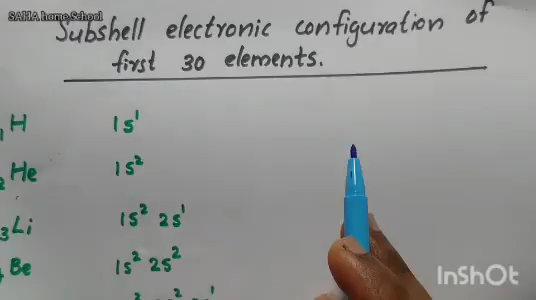 SAHA home School
Subshell electronic configuration of
first 30 elements.
1H 1s¹
2He 1s²
3Li 1s² 2s¹
Be 1s² 2s²
InShOt